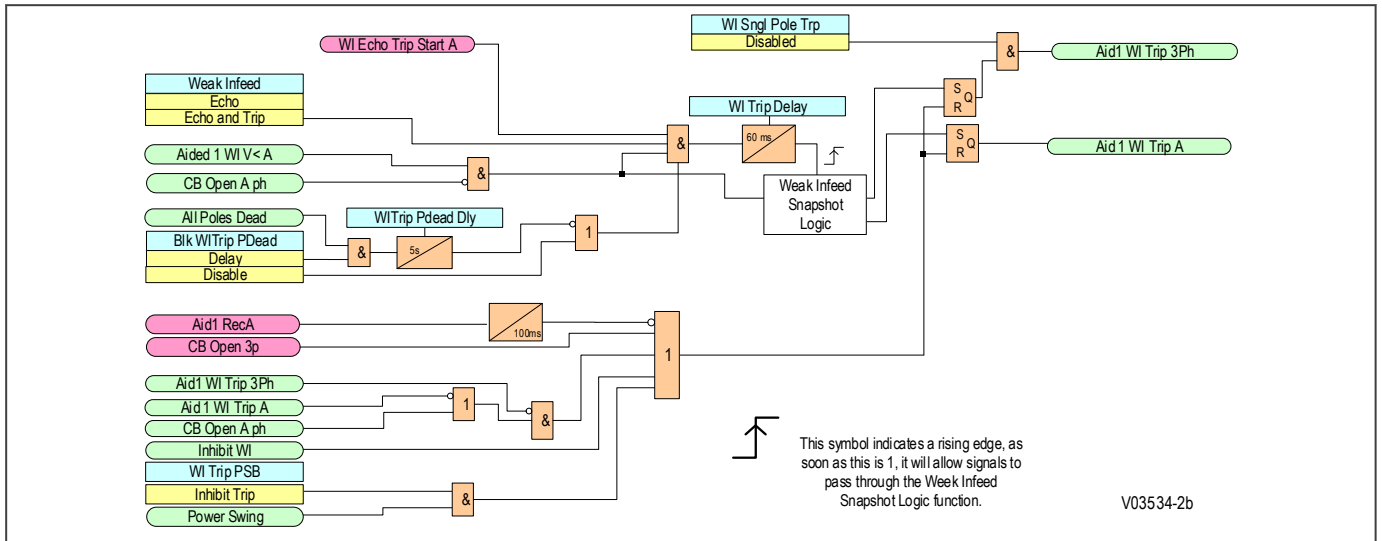 WI Sngl Pole Trp
Disabled
WI Echo Trip Start A
&
Aid1 WI Trip 3Ph
Weak Infeed
Echo
Echo and Trip
WI Trip Delay
S
Q
R
60 ms
&
S
Q
R
Aid 1 WI Trip A
Aided 1 WI V< A
CB Open A ph
&
Weak Infeed
Snapshot
Logic
All Poles Dead
WITrip Pdead Dly
Blk WITrip PDead
Delay
Disable
&
5s
1
Aid1 RecA
CB Open 3p
100ms
1
Aid1 WI Trip 3Ph
Aid 1 WI Trip A
CB Open A ph
1
&
Inhibit WI
WI Trip PSB
Inhibit Trip
Power Swing
&
This symbol indicates a rising edge, as
soon as this is 1, it will allow signals to
pass through the Week Infeed
Snapshot Logic function.
V03534-2b